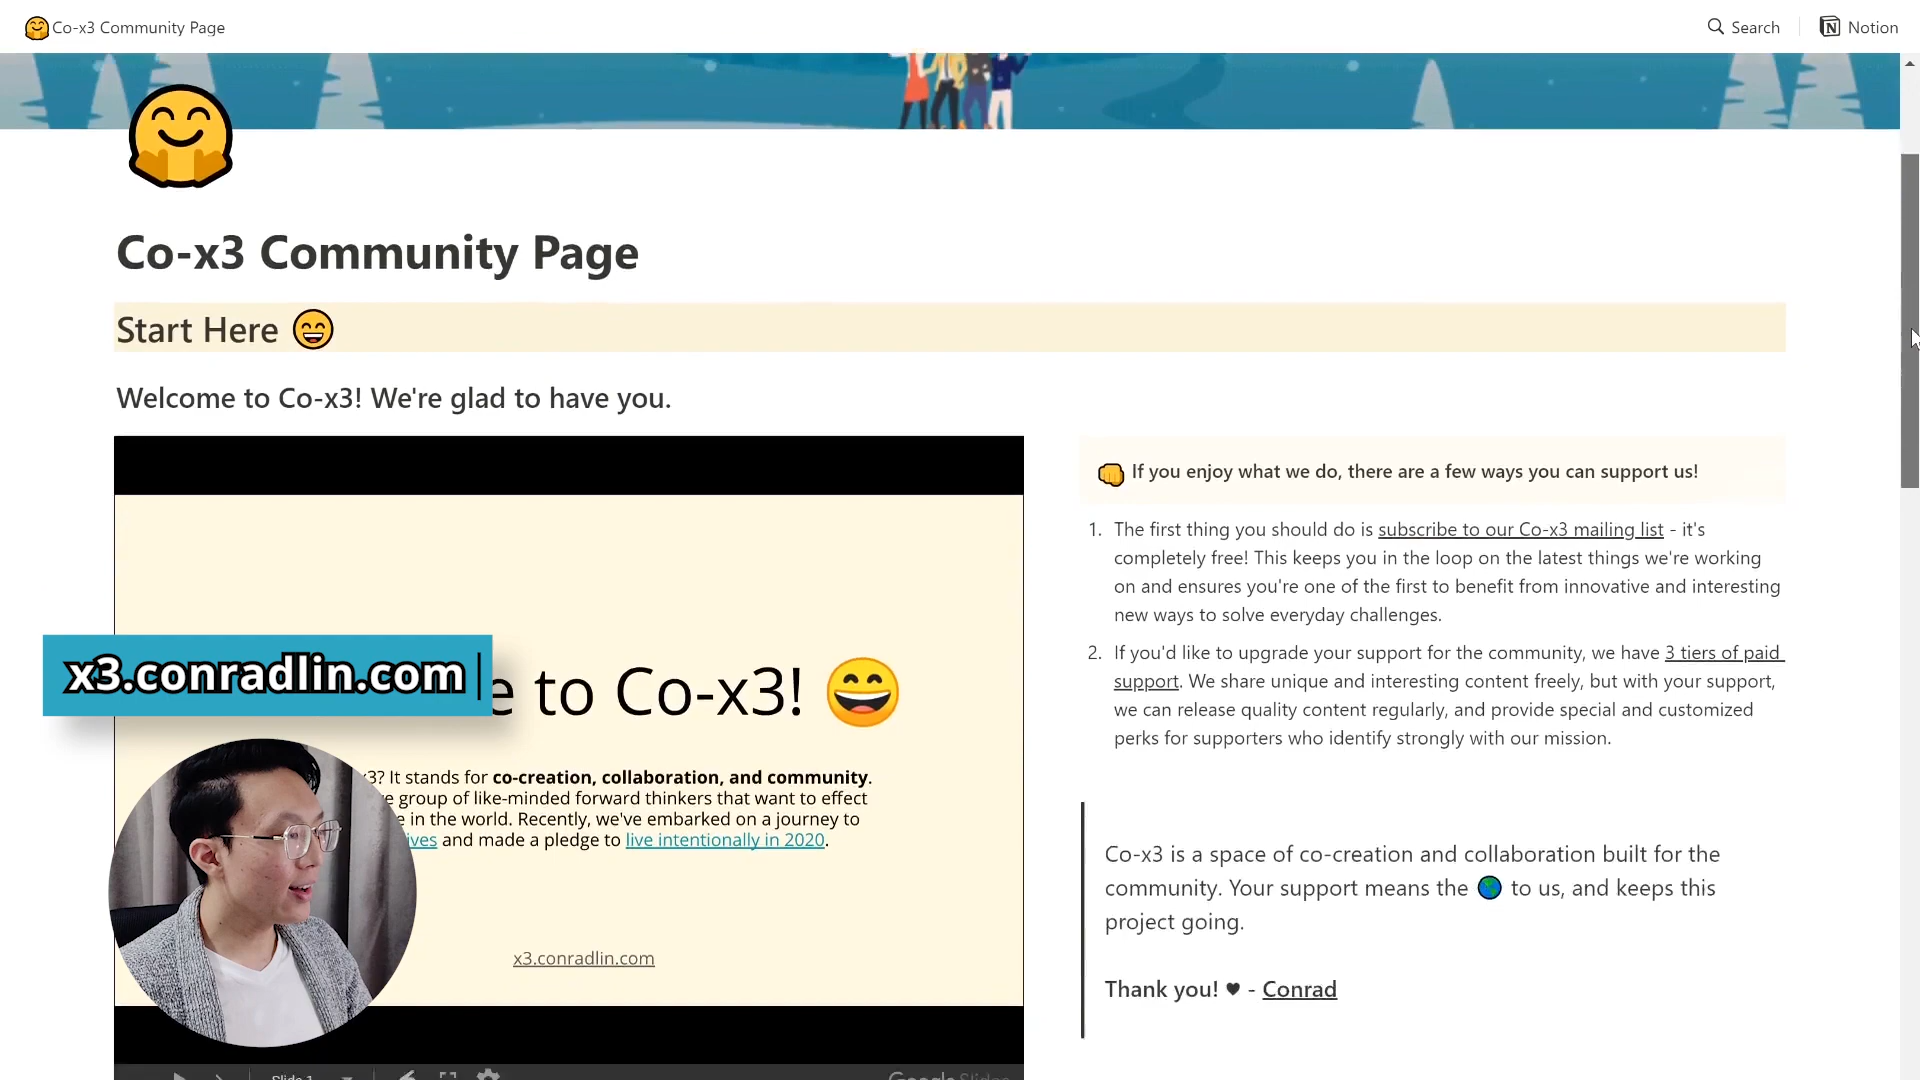 Co-x3 Community Page
Search
Notion
Co-x3 Community Page
Start Here
Welcome to Co-x3! We're glad to have you.
e to Co-x3!
x3.conradlin.com
x3? It stands for co-creation, collaboration, and community.
e group of like-minded forward thinkers that want to effect
e in the world. Recently, we've embarked on a journey to
ives and made a pledge to live intentionally in 2020.
x3.conradlin.com
Slide 1
Google Slides
If you enjoy what we do, there are a few ways you can support us!
1. The first thing you should do is subscribe to our Co-x3 mailing list - it's
completely free! This keeps you in the loop on the latest things we're working
on and ensures you're one of the first to benefit from innovative and interesting
new ways to solve everyday challenges.
2. If you'd like to upgrade your support for the community, we have 3 tiers of paid
support. We share unique and interesting content freely, but with your support,
we can release quality content regularly, and provide special and customized
perks for supporters who identify strongly with our mission.
Co-x3 is a space of co-creation and collaboration built for the
community. Your support means the 🌎 to us, and keeps this
project going.
Thank you! ♥ - Conrad